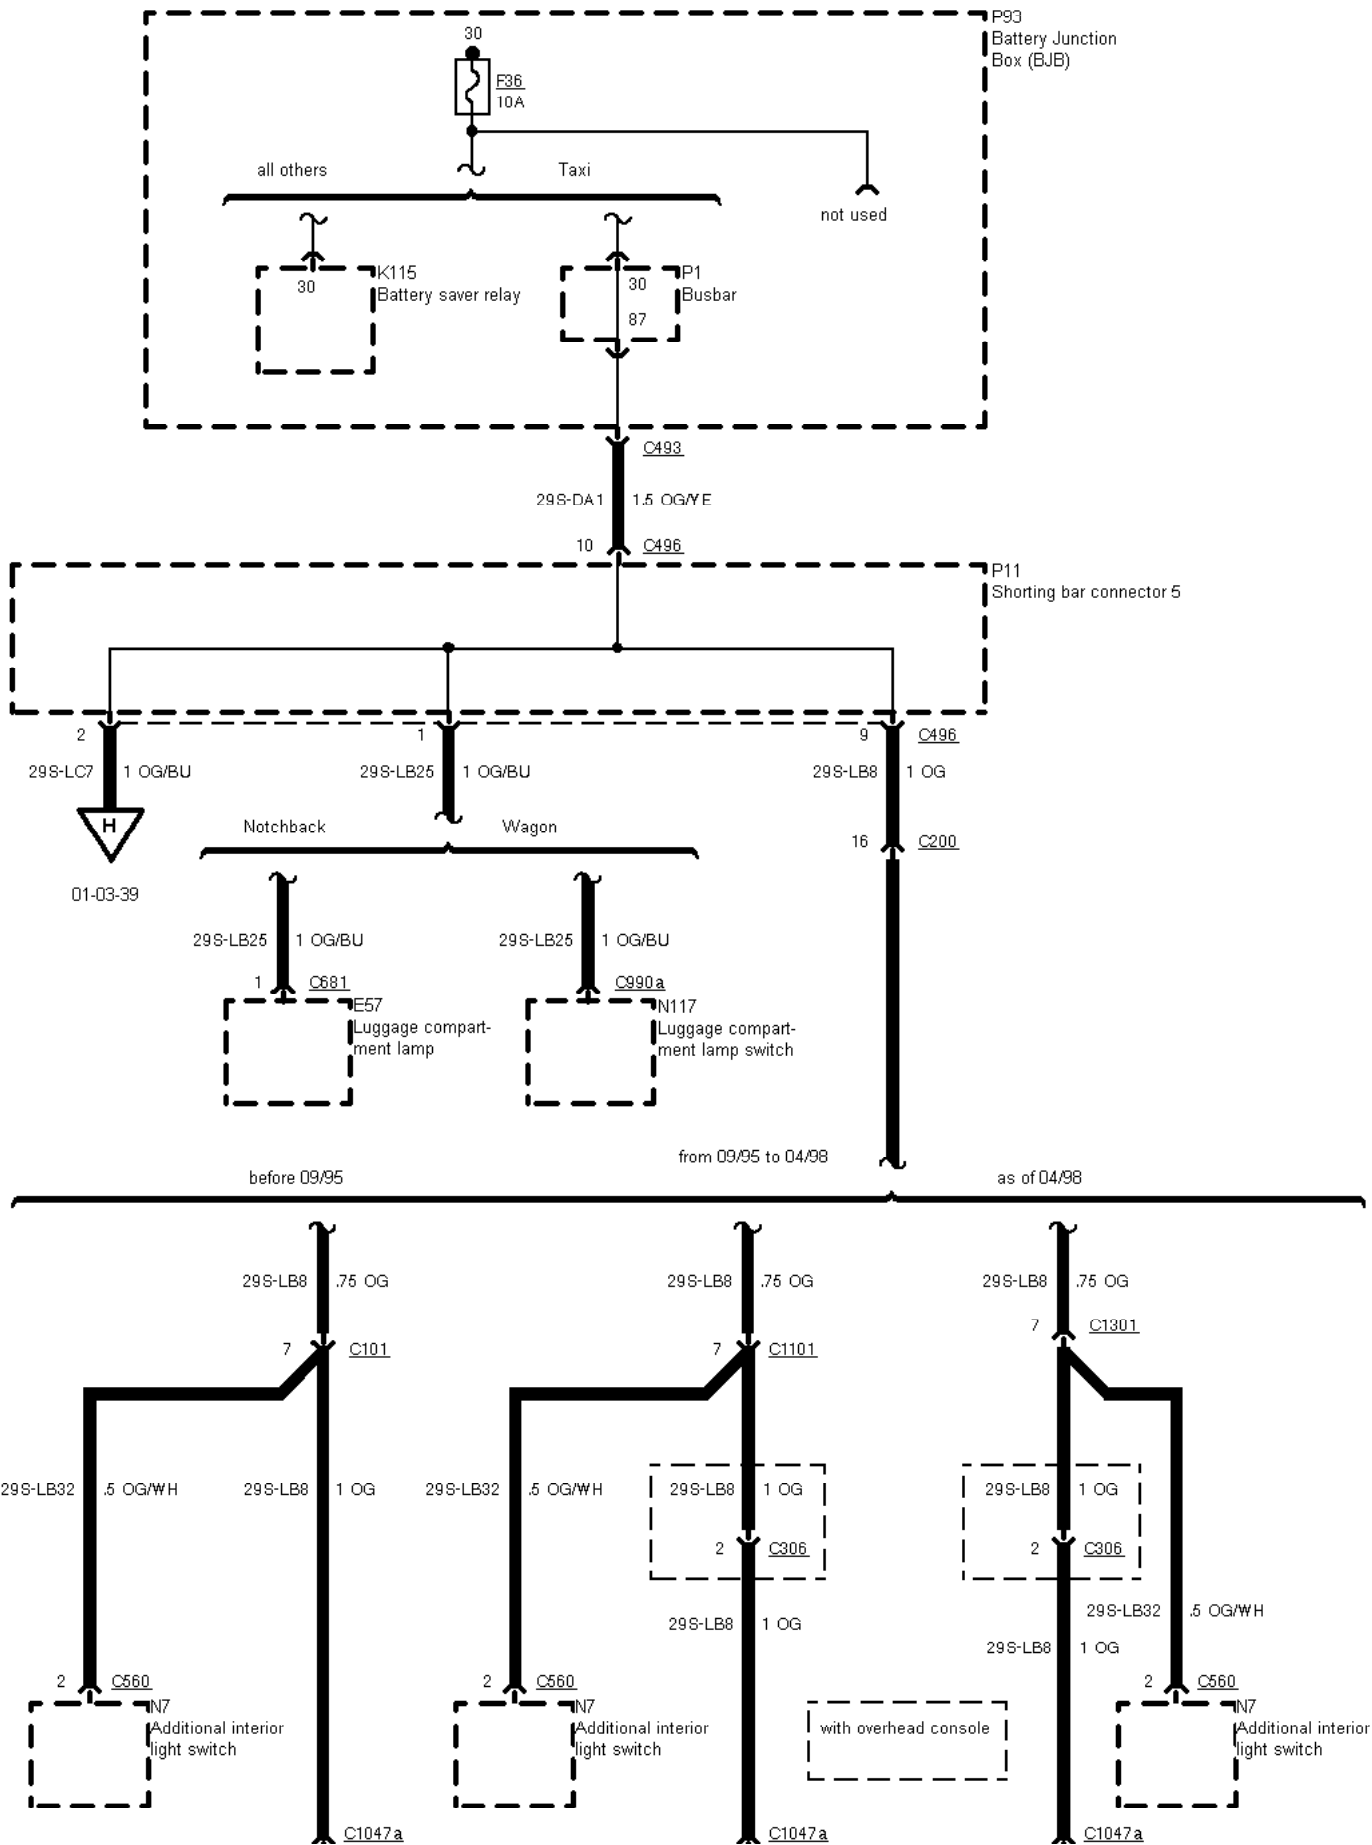 P93
Battery Junction
Box (BJB)
30
F36
10A
all others
Taxi
not used
30
K115
Battery saver relay
30
87
P1
Busbar
C493
29S-DA1 1.5 OG/YE
10 C496
P11
Shorting bar connector 5
2
1
9 C496
29S-LC7 1 OG/BU
29S-LB25 1 OG/BU
29S-LB8 1 OG
H
01-03-39
Notchback
Wagon
16 C200
29S-LB25 1 OG/BU
29S-LB25 1 OG/BU
1 C681
C990a
E57
Luggage compart-
ment lamp
N117
Luggage compart-
ment lamp switch
before 09/95
from 09/95 to 04/98
as of 04/98
29S-LB8 .75 OG
29S-LB8 .75 OG
29S-LB8 .75 OG
7 C101
7 C1101
7 C1301
29S-LB32 .5 OG/WH
29S-LB8 1 OG
29S-LB32 .5 OG/WH
29S-LB8 1 OG
29S-LB8 1 OG
2 C306
2 C306
29S-LB8 1 OG
29S-LB32 .5 OG/WH
29S-LB8 1 OG
2 C560
2 C560
2 C560
N7
Additional interior
light switch
N7
Additional interior
light switch
with overhead console
N7
Additional interior
light switch
C1047a
C1047a
C1047a